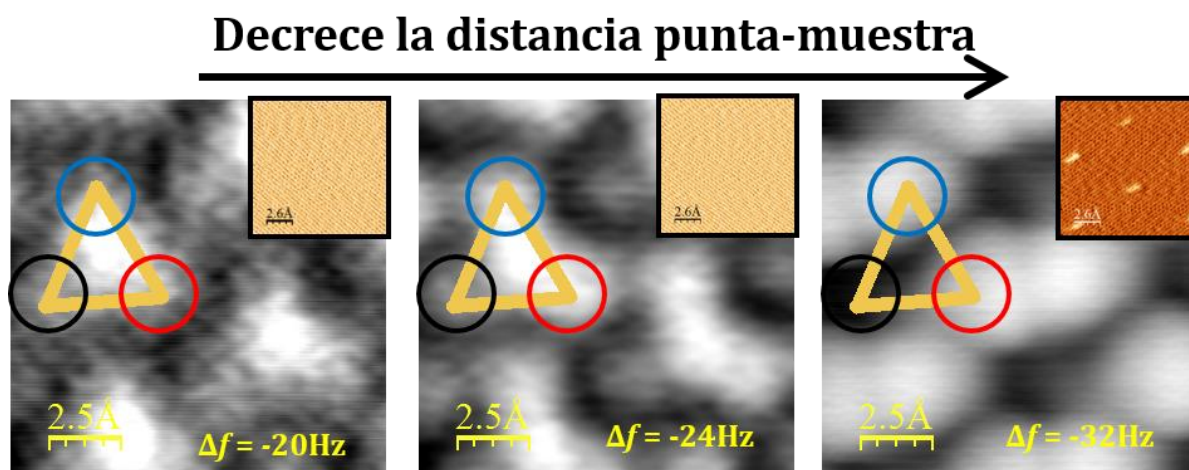 Decrece la distancia punta-muestra
2.6Å
2.6Å
2.6Å
2.5Å
Δf = -20Hz
2.5Å
Δf = -24Hz
2.5Å
Δf = -32Hz